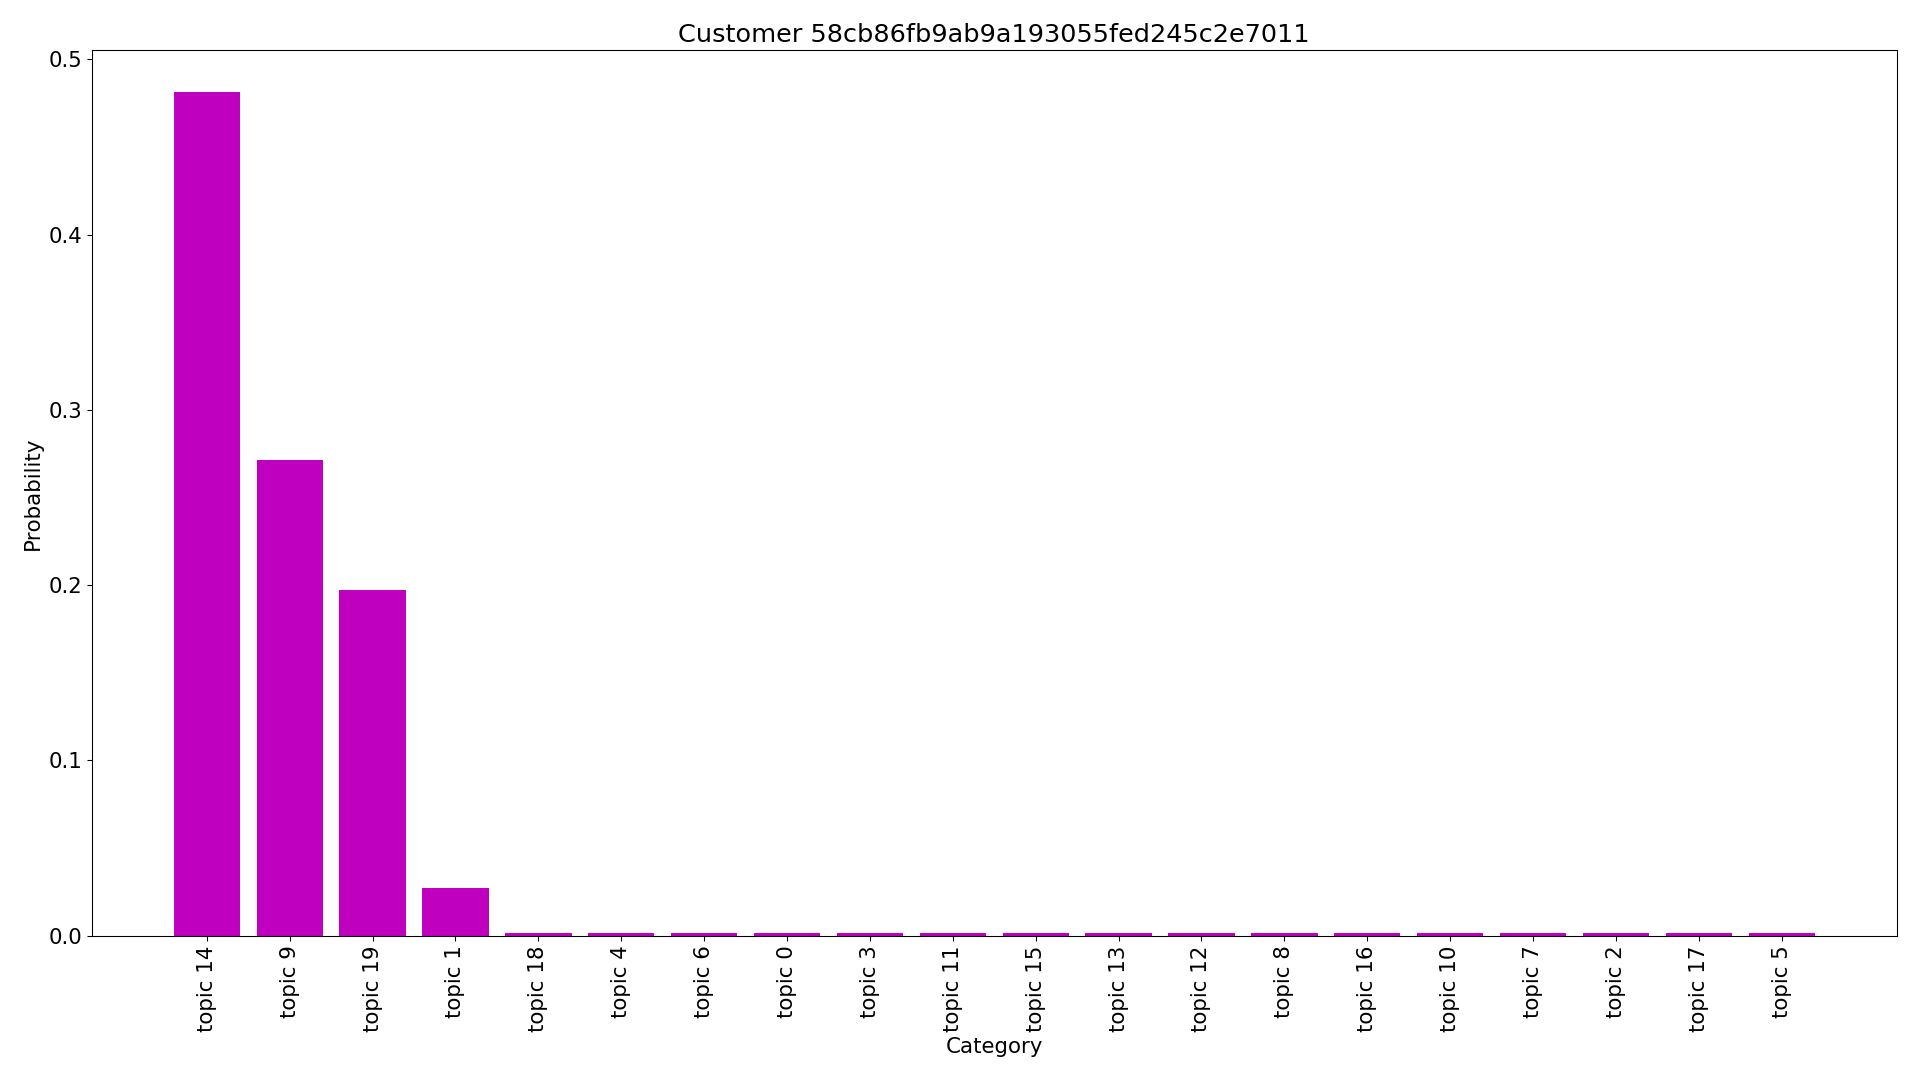 Customer 58cb86fb9ab9a193055fed245c2e7011
0.5
0.4
0.3
0.2
0.1
0.0
Probability
topic 14
topic 9
topic 19
topic 1
topic 18
topic 4
topic 6
topic 0
topic 3
topic 11
topic 15
topic 13
topic 12
topic 8
topic 16
topic 10
topic 7
topic 2
topic 17
topic 5
Category